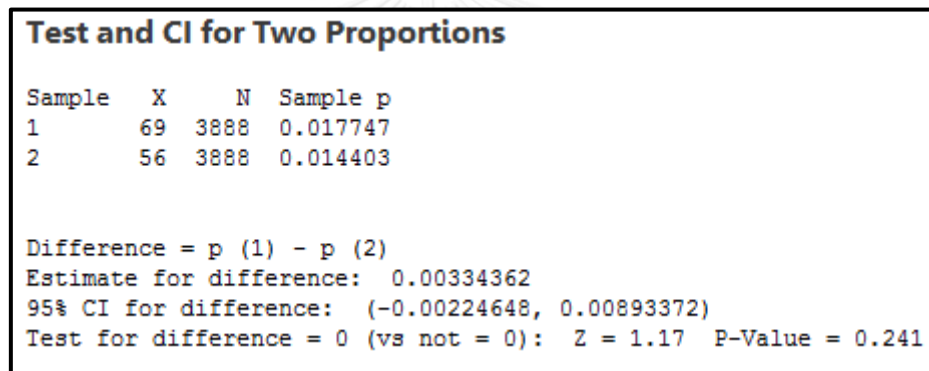 Test and CI for Two Proportions
Sample X N Sample p
1 69 3888 0.017747
2 56 3888 0.014403
Difference = p (1) - p (2)
Estimate for difference: 0.00334362
95% CI for difference: (-0.00224648, 0.00893372)
Test for difference = 0 (vs not = 0): Z = 1.17 P-Value = 0.241